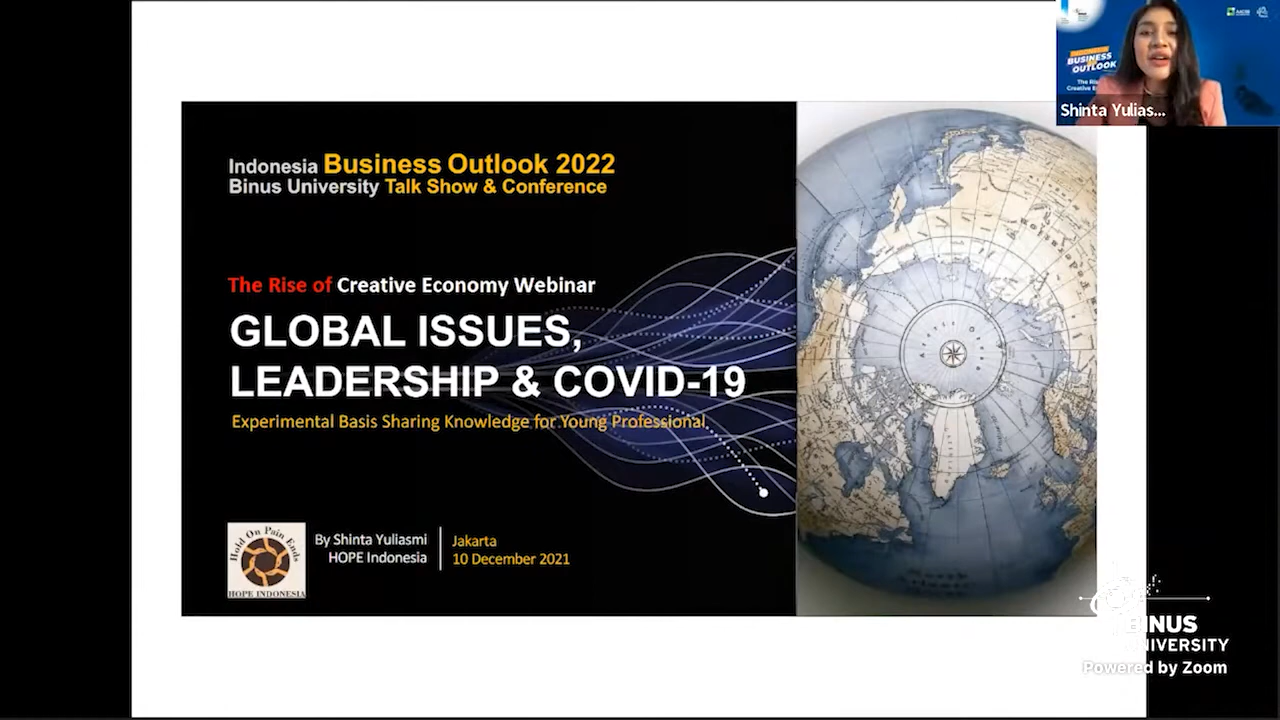 Indonesia Business Outlook 2022
Binus University Talk Show & Conference
The Rise of Creative Economy Webinar
GLOBAL ISSUES,
LEADERSHIP & COVID-19
Experimental Basis Sharing Knowledge for Young Professional.
Hold On Pain Ends
HOPE INDONESIA
By Shinta Yuliasmi
HOPE Indonesia
Jakarta
10 December 2021
BUSINESS
OUTLOOK
Shinta Yulias...
BINUS
UNIVERSITY
Powered by Zoom